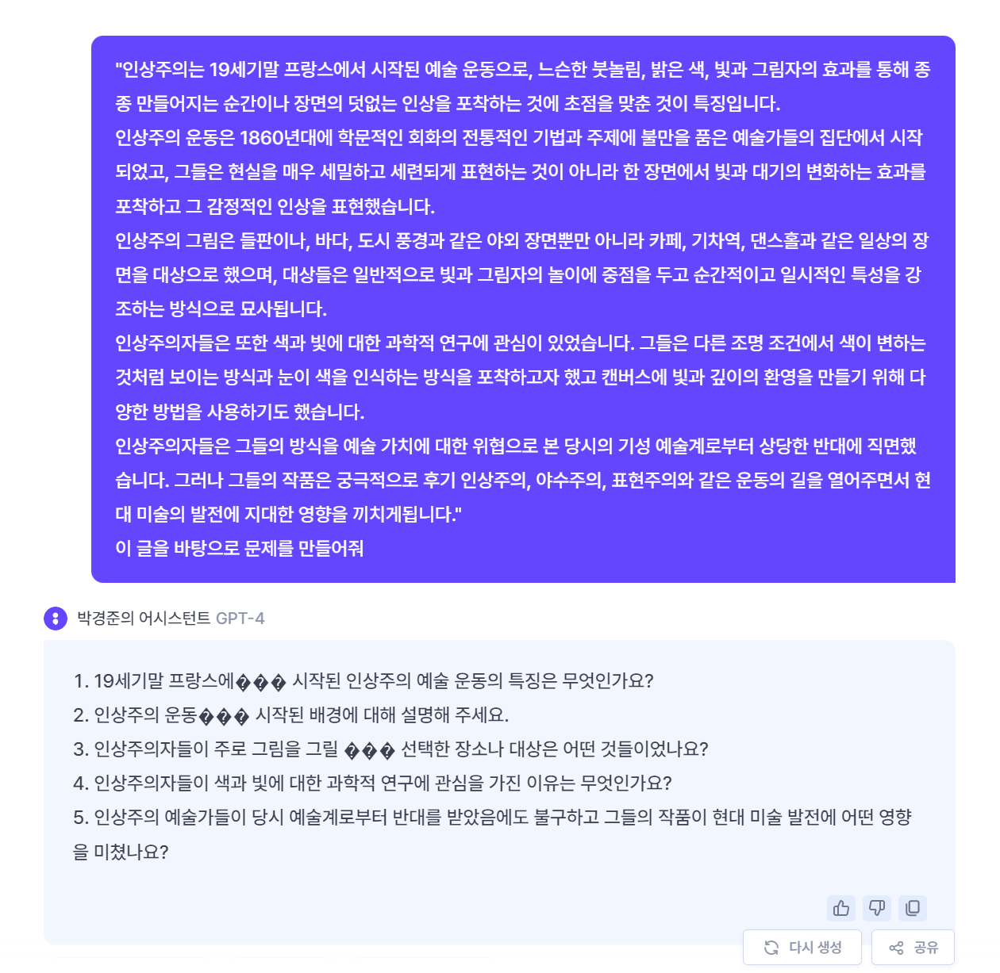 "인상주의는 19세기말 프랑스에서 시작된 예술 운동으로, 느슨한 붓놀림, 밝은 색, 빛과 그림자의 효과를 통해 종
종 만들어지는 순간이나 장면의 덧없는 인상을 포착하는 것에 초점을 맞춘 것이 특징입니다.
인상주의 운동은 1860년대에 학문적인 회화의 전통적인 기법과 주제에 불만을 품은 예술가들의 집단에서 시작
되었고, 그들은 현실을 매우 세밀하고 세련되게 표현하는 것이 아니라 한 장면에서 빛과 대기의 변화하는 효과를
포착하고 그 감정적인 인상을 표현했습니다.
인상주의 그림은 들판이나, 바다, 도시 풍경과 같은 야외 장면뿐만 아니라 카페, 기차역, 댄스홀과 같은 일상의 장
면을 대상으로 했으며, 대상들은 일반적으로 빛과 그림자의 놀이에 중점을 두고 순간적이고 일시적인 특성을 강
조하는 방식으로 묘사됩니다.
인상주의자들은 또한 색과 빛에 대한 과학적 연구에 관심이 있었습니다. 그들은 다른 조명 조건에서 색이 변하는
것처럼 보이는 방식과 눈이 색을 인식하는 방식을 포착하고자 했고 캔버스에 빛과 깊이의 환영을 만들기 위해 다
양한 방법을 사용하기도 했습니다.
인상주의자들은 그들의 방식을 예술 가치에 대한 위협으로 본 당시의 기성 예술계로부터 상당한 반대에 직면했
습니다. 그러나 그들의 작품은 궁극적으로 후기 인상주의, 야수주의, 표현주의와 같은 운동의 길을 열어주면서 현
대 미술의 발전에 지대한 영향을 끼치게됩니다."
이 글을 바탕으로 문제를 만들어줘
박경준의 어시스턴트 GPT-4
1. 19세기말 프랑스에��� 시작된 인상주의 예술 운동의 특징은 무엇인가요?
2. 인상주의 운동��� 시작된 배경에 대해 설명해 주세요.
3. 인상주의자들이 주로 그림을 그릴 ��� 선택한 장소나 대상은 어떤 것들이었나요?
4. 인상주의자들이 색과 빛에 대한 과학적 연구에 관심을 가진 이유는 무엇인가요?
5. 인상주의 예술가들이 당시 예술계로부터 반대를 받았음에도 불구하고 그들의 작품이 현대 미술 발전에 어떤 영향
을 미쳤나요?
다시 생성
공유